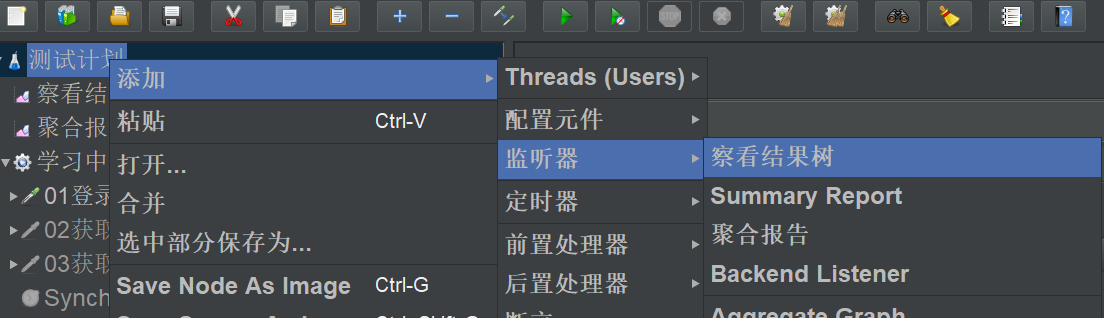 STOP
测试计划
察看结
聚合报
学习中
01登录
02获取
03获取
Synch
添加
粘贴 Ctrl-V
打开...
合并
选中部分保存为...
Save Node As Image Ctrl-G
Threads (Users)
配置元件
监听器
定时器
前置处理器
后置处理器
断言
察看结果树
Summary Report
聚合报告
Backend Listener
Aggregate Graph